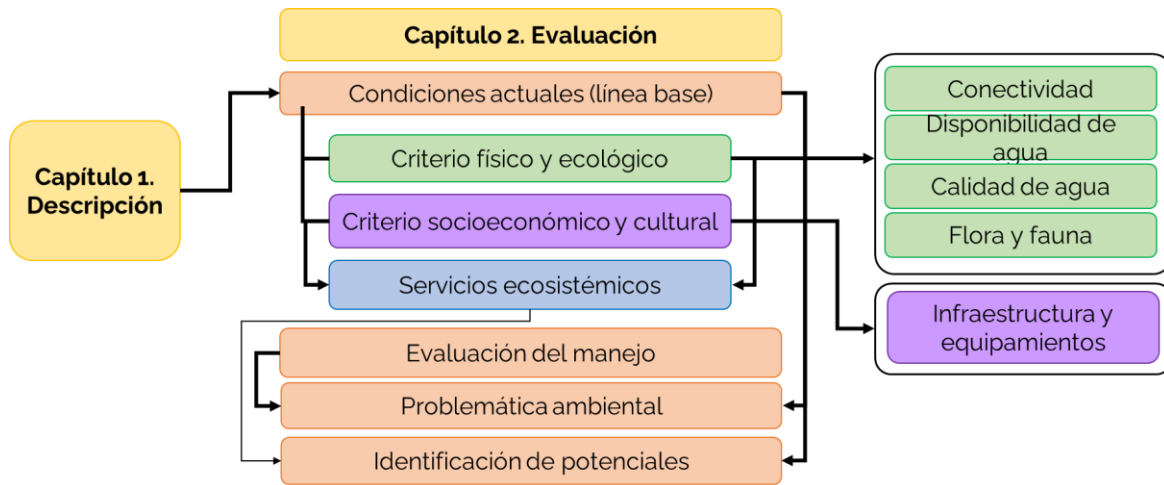 Capítulo 2. Evaluación
Condiciones actuales (línea base)
Capítulo 1.
Descripción
Criterio físico y ecológico
Criterio socioeconómico y cultural
Servicios ecosistémicos
Evaluación del manejo
Problemática ambiental
Identificación de potenciales
Conectividad
Disponibilidad de
agua
Calidad de agua
Flora y fauna
Infraestructura y
equipamientos